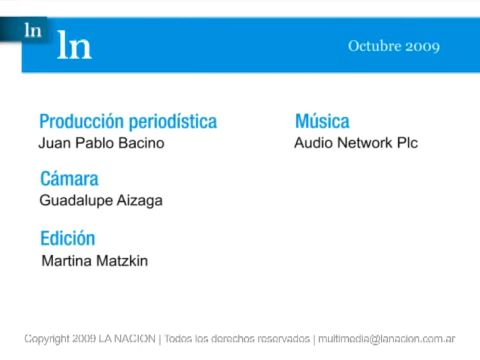 ln
ln
Octubre 2009
Producción periodística
Juan Pablo Bacino
Música
Audio Network Plc
Cámara
Guadalupe Aizaga
Edición
Martina Matzkin
Copyright 2009 LA NACION | Todos los derechos reservados | multimedia@lanacion.com.ar